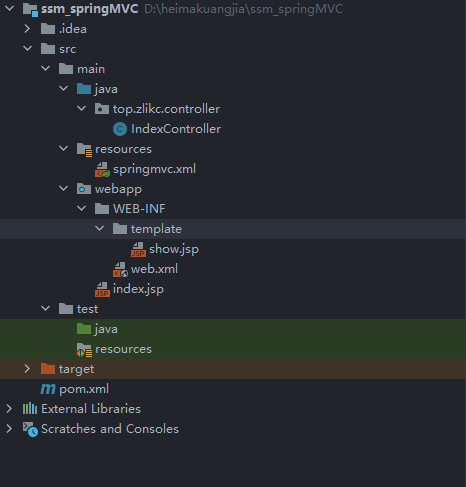 ssm_springMVC D:\heimakuangjia\ssm_springMVC
.idea
src
main
java
top.zlikc.controller
IndexController
resources
springmvc.xml
webapp
WEB-INF
template
show.jsp
web.xml
index.jsp
test
java
resources
target
pom.xml
External Libraries
Scratches and Consoles